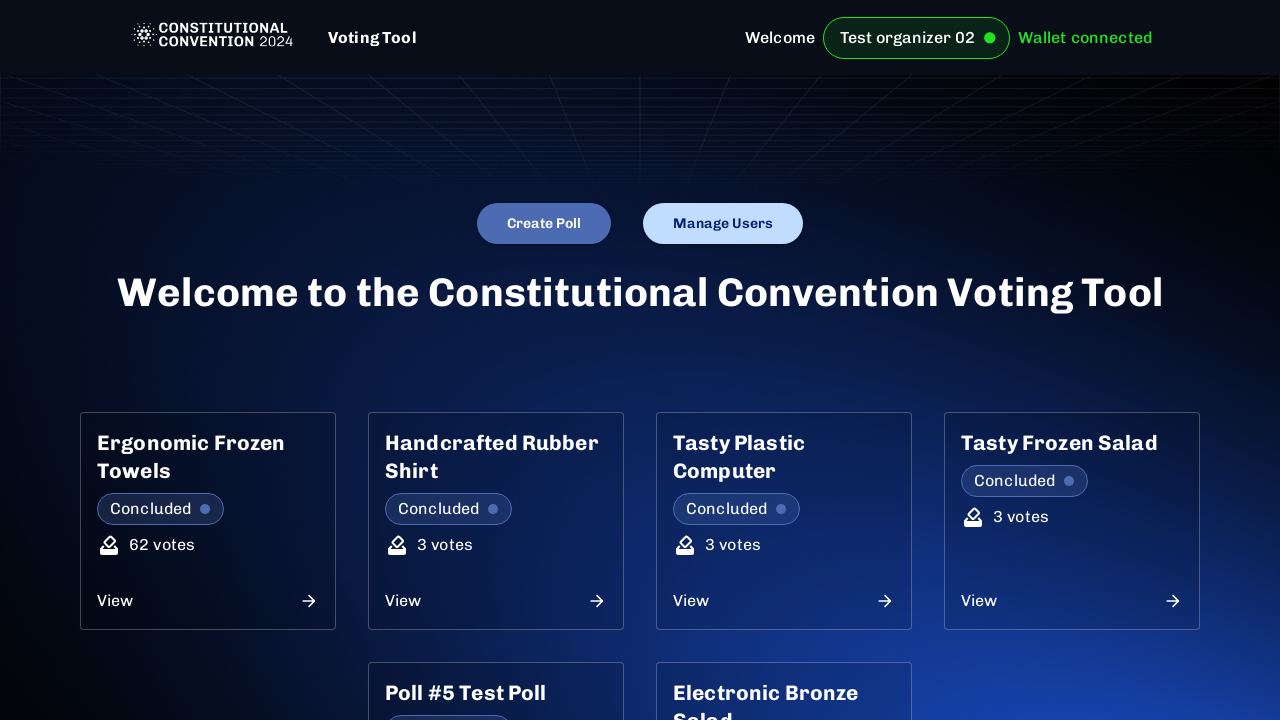 CONSTITUTIONAL
CONVENTION 2024
Voting Tool
Welcome
Test organizer 02
Wallet connected
Create Poll
Manage Users
Welcome to the Constitutional Convention Voting Tool
Ergonomic Frozen
Towels
Concluded
62 votes
View
Handcrafted Rubber
Shirt
Concluded
3 votes
View
Tasty Plastic
Computer
Concluded
3 votes
View
Tasty Frozen Salad
Concluded
3 votes
View
Poll #5 Test Poll
Electronic Bronze
Salad